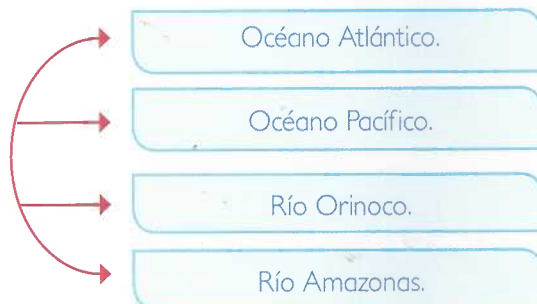 Océano Atlántico.
Océano Pacífico.
Río Orinoco.
Río Amazonas.